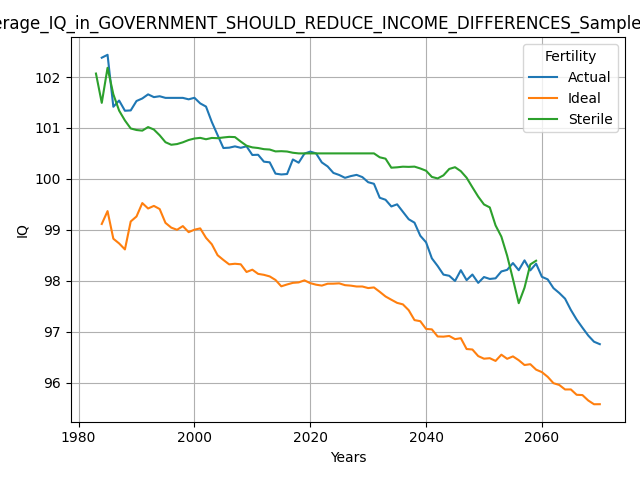 erage_IQ_in_GOVERNMENT_SHOULD_REDUCE_INCOME_DIFFERENCES_Sample
Fertility
Actual
Ideal
Sterile
102
101
100
99
98
97
96
IQ
1980
2000
2020
2040
2060
Years